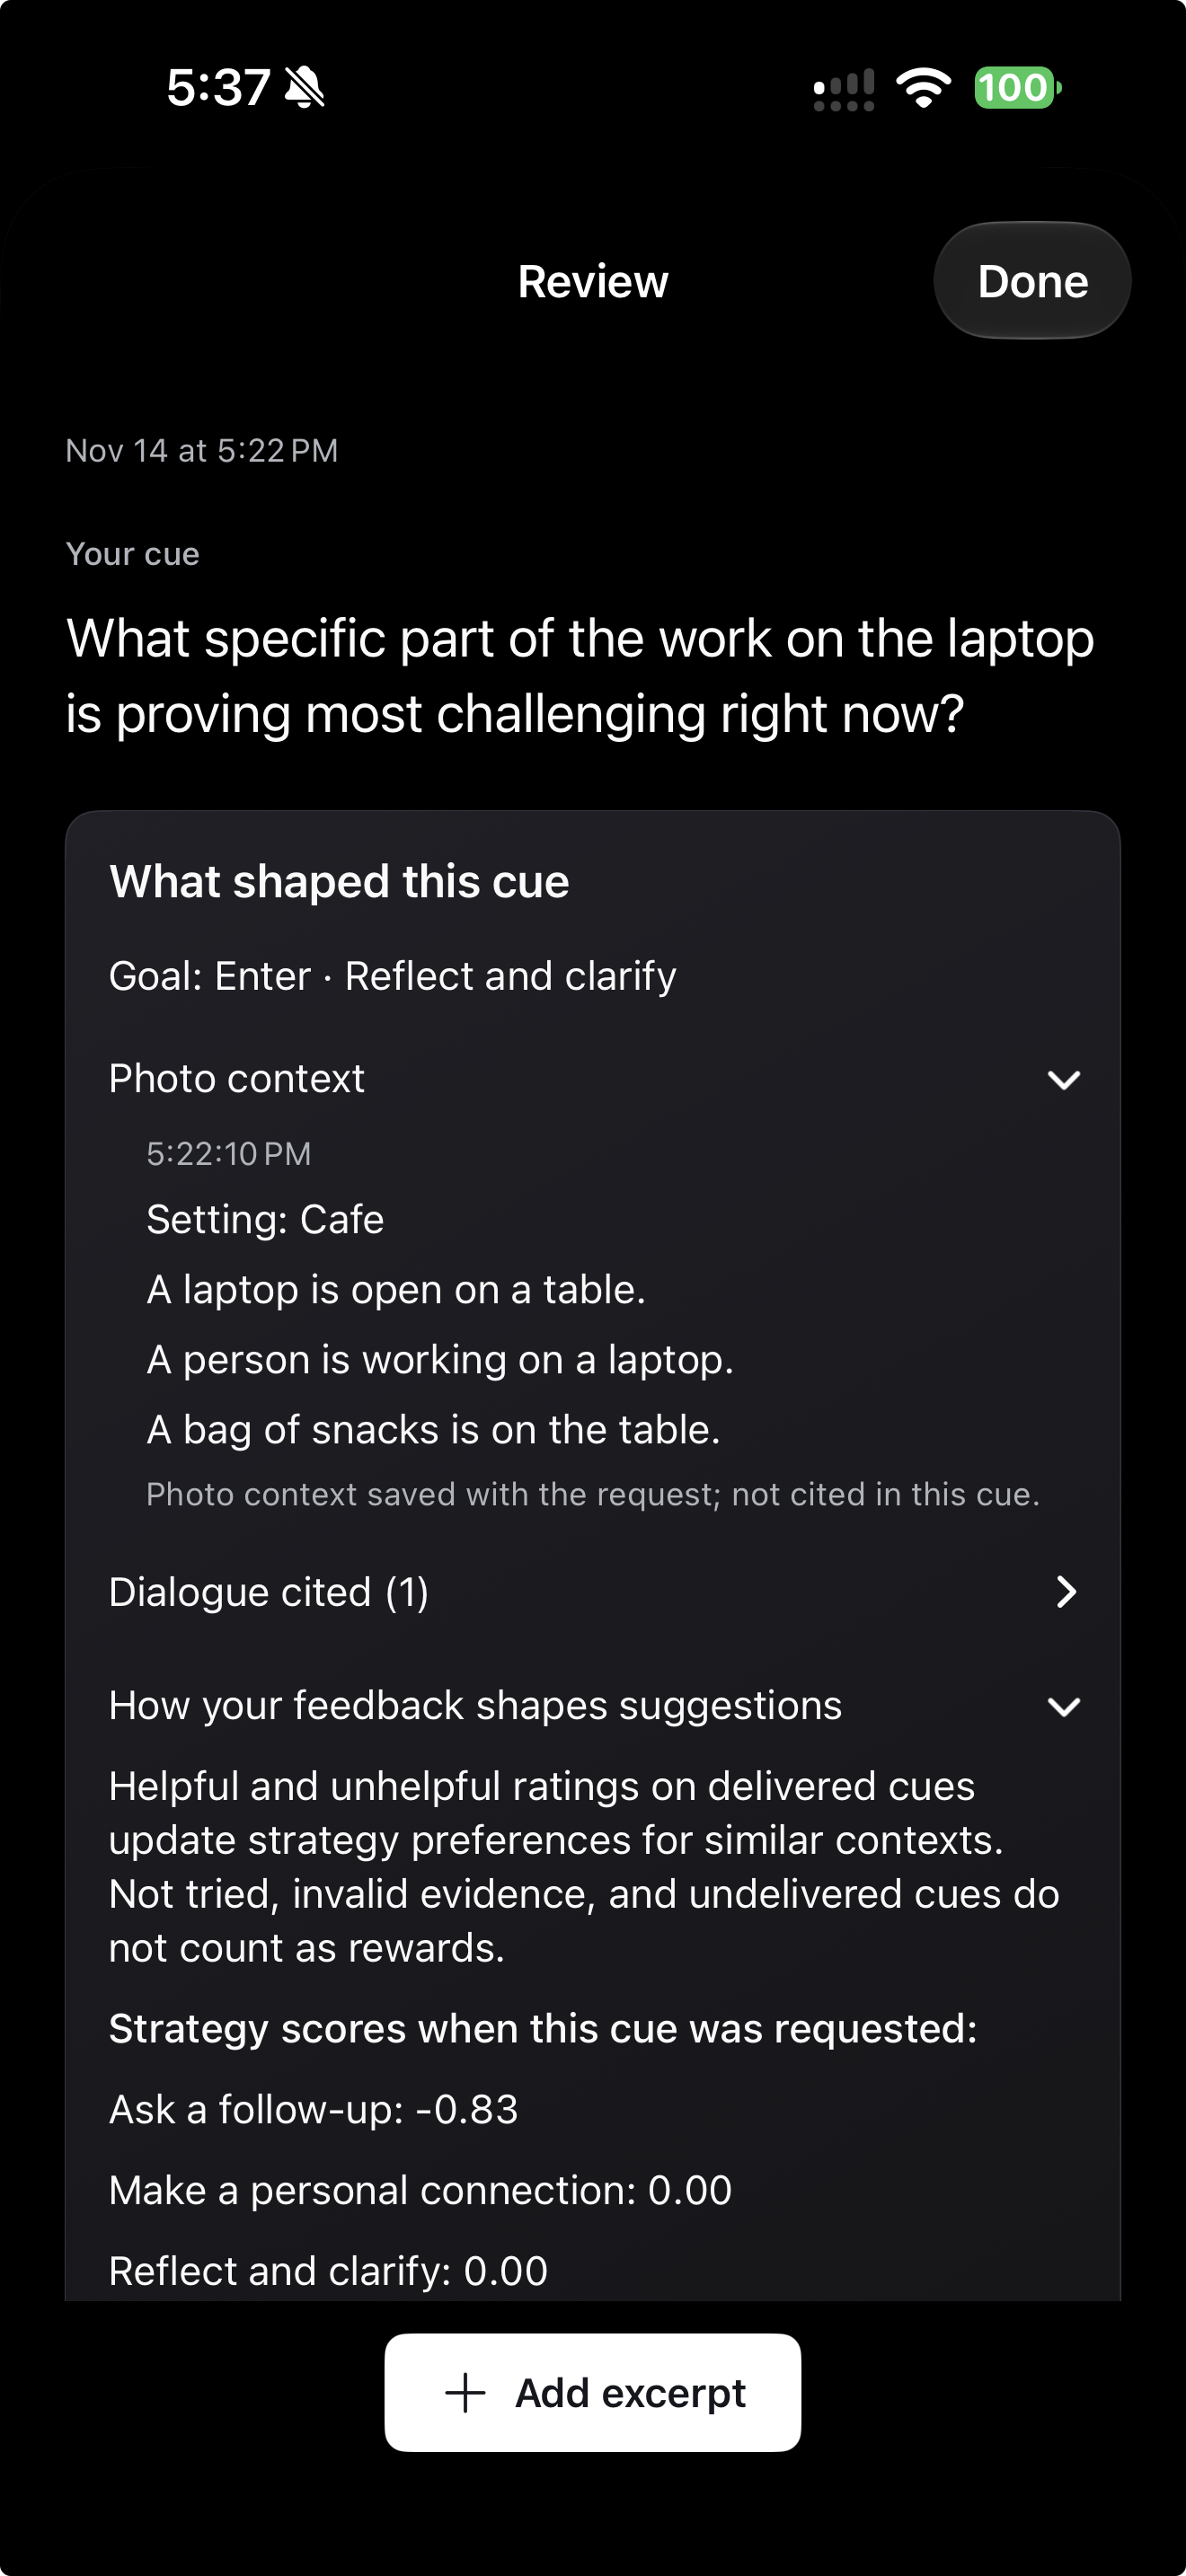 5:37
100
Review
Done
Nov 14 at 5:22 PM
Your cue
What specific part of the work on the laptop
is proving most challenging right now?
What shaped this cue
Goal: Enter · Reflect and clarify
Photo context
5:22:10 PM
Setting: Cafe
A laptop is open on a table.
A person is working on a laptop.
A bag of snacks is on the table.
Photo context saved with the request; not cited in this cue.
Dialogue cited (1)
How your feedback shapes suggestions
Helpful and unhelpful ratings on delivered cues
update strategy preferences for similar contexts.
Not tried, invalid evidence, and undelivered cues do
not count as rewards.
Strategy scores when this cue was requested:
Ask a follow-up: -0.83
Make a personal connection: 0.00
Reflect and clarify: 0.00
+ Add excerpt